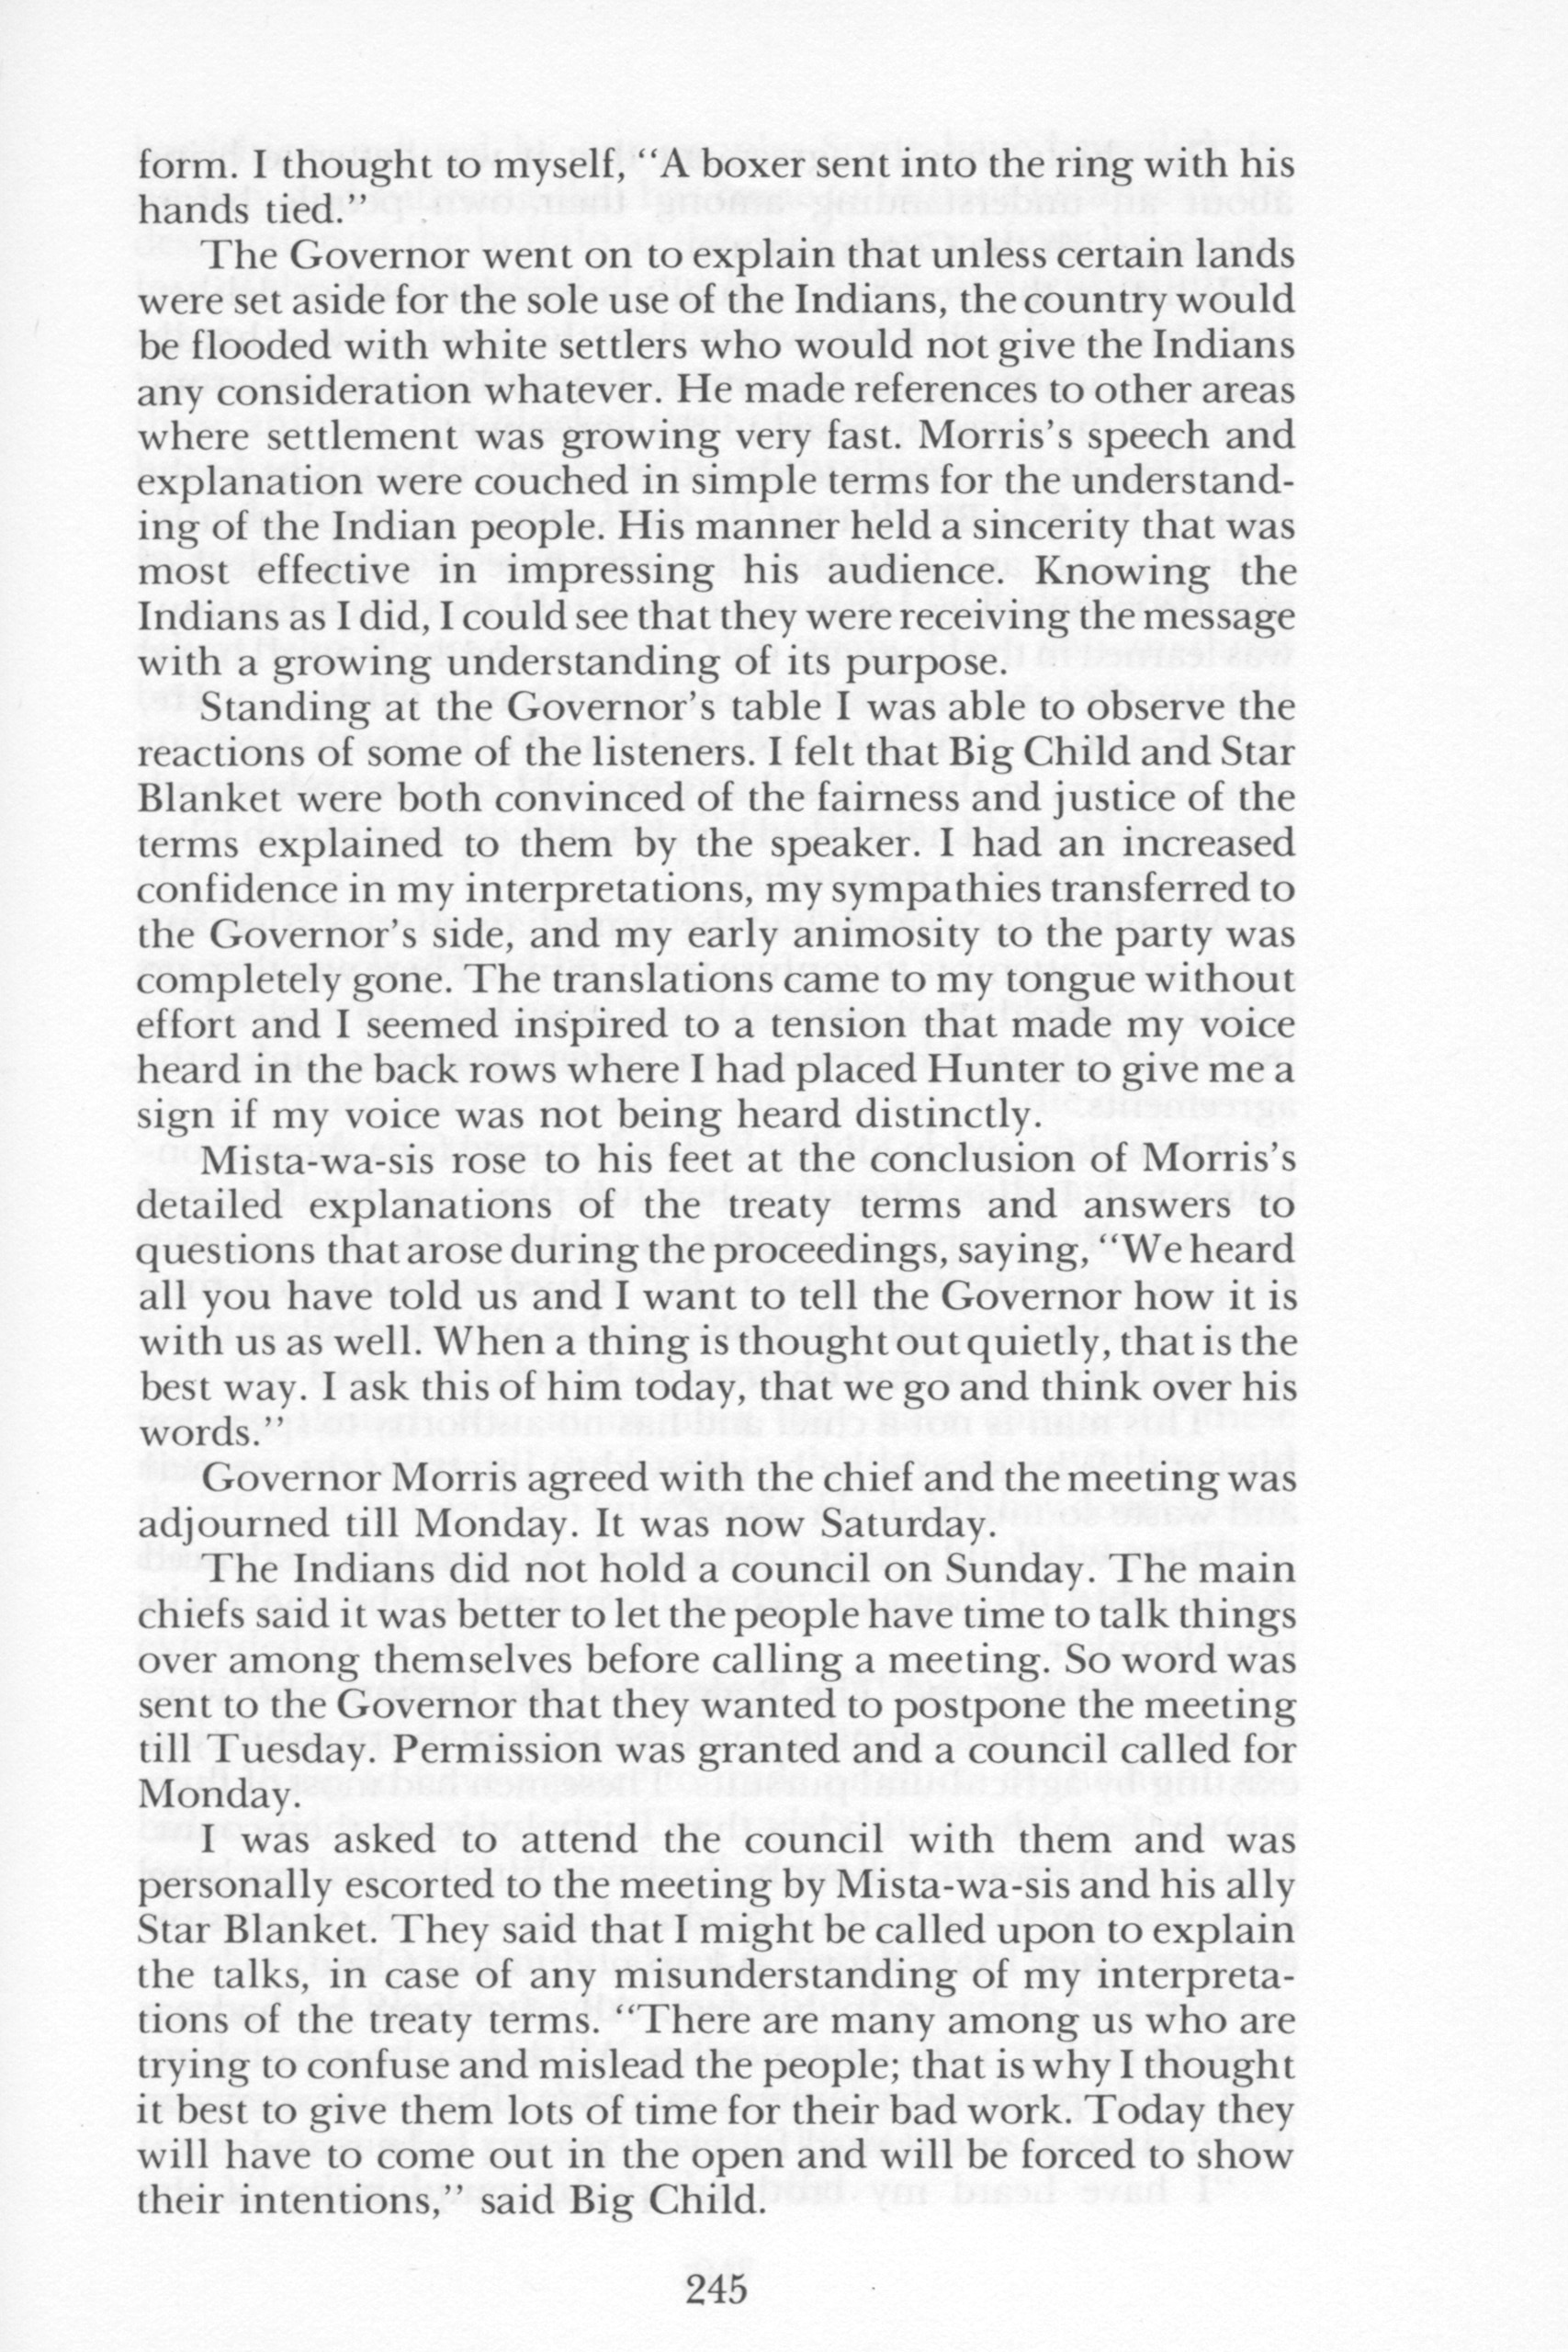 form. I thought to myself, “A boxer sent into the ring with his
hands tied.”
The Governor went on to explain that unless certain lands
were set aside for the sole use of the Indians, the country would
be flooded with white settlers who would not give the Indians
any consideration whatever. He made references to other areas
where settlement was growing very fast. Morris’s speech and
explanation were couched in simple terms for the understand-
ing of the Indian people. His manner held a sincerity that was
most effective in impressing his audience. Knowing the
Indians as I did, I could see that they were receiving the message
with a growing understanding of its purpose.
Standing at the Governor’s table I was able to observe the
reactions of some of the listeners. I felt that Big Child and Star
Blanket were both convinced of the fairness and justice of the
terms explained to them by the speaker. I had an increased
confidence in my interpretations, my sympathies transferred to
the Governor’s side, and my early animosity to the party was
completely gone. The translations came to my tongue without
effort and I seemed inspired to a tension that made my voice
heard in the back rows where I had placed Hunter to give me a
sign if my voice was not being heard distinctly.
Mista-wa-sis rose to his feet at the conclusion of Morris’s
detailed explanations of the treaty terms and answers to
questions that arose during the proceedings, saying, “We heard
all you have told us and I want to tell the Governor how it is
with us as well. When a thing is thought out quietly, that is the
best way. I ask this of him today, that we go and think over his
words.”
Governor Morris agreed with the chief and the meeting was
adjourned till Monday. It was now Saturday.
The Indians did not hold a council on Sunday. The main
chiefs said it was better to let the people have time to talk things
over among themselves before calling a meeting. So word was
sent to the Governor that they wanted to postpone the meeting
till Tuesday. Permission was granted and a council called for
Monday.
I was asked to attend the council with them and was
personally escorted to the meeting by Mista-wa-sis and his ally
Star Blanket. They said that I might be called upon to explain
the talks, in case of any misunderstanding of my interpreta-
tions of the treaty terms. “There are many among us who are
trying to confuse and mislead the people; that is why I thought
it best to give them lots of time for their bad work. Today they
will have to come out in the open and will be forced to show
their intentions,” said Big Child.
245